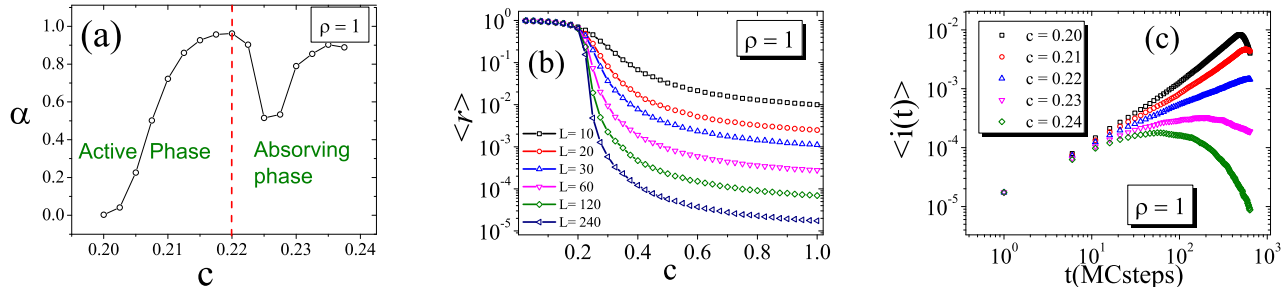 (a)
ρ = 1
α
1.0
0.8
0.6
0.4
0.2
0.0
Active Phase
Absorving
phase
0.20
0.21
0.22
0.23
0.24
c
(b)
ρ = 1
<r>
10^0
10^-1
10^-2
10^-3
10^-4
10^-5
L= 10
L= 20
L= 30
L= 60
L= 120
L= 240
0.2
0.4
0.6
0.8
1.0
c
(c)
<i(t)>
10^-2
10^-3
10^-4
10^-5
c = 0.20
c = 0.21
c = 0.22
c = 0.23
c = 0.24
ρ = 1
10^0
10^1
10^2
10^3
t(MCsteps)